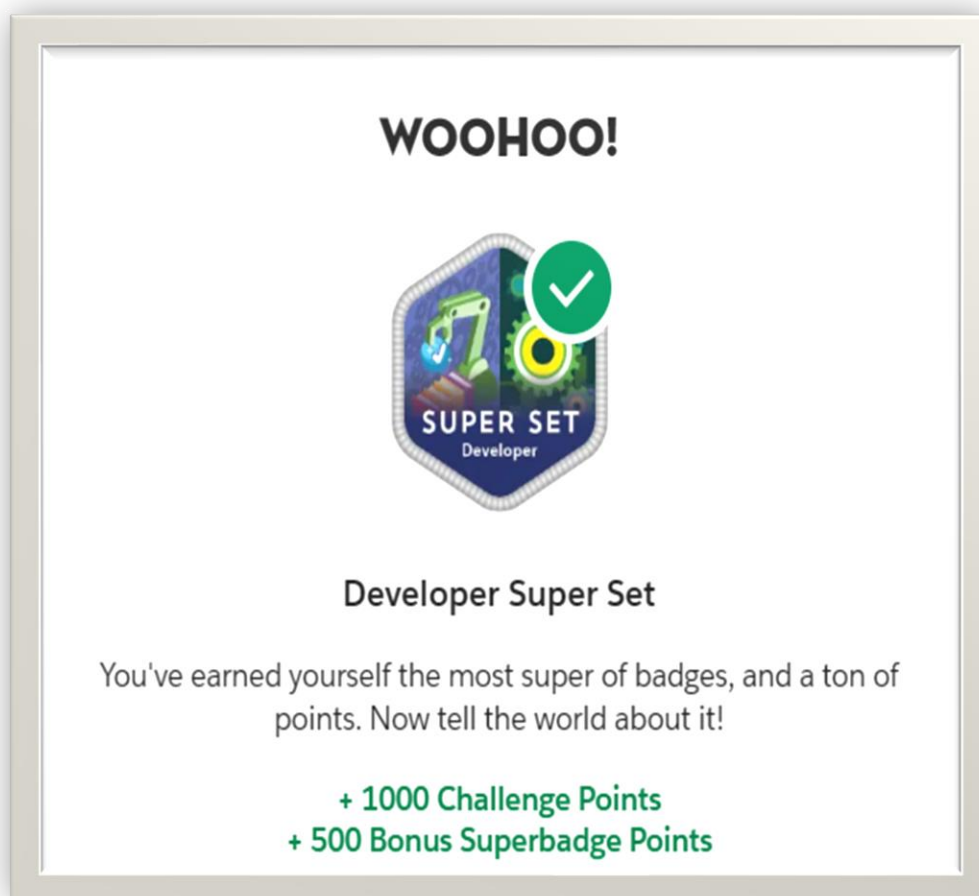 WOOHOO!
SUPER SET
Developer
Developer Super Set
You've earned yourself the most super of badges, and a ton of
points. Now tell the world about it!
+ 1000 Challenge Points
+ 500 Bonus Superbadge Points